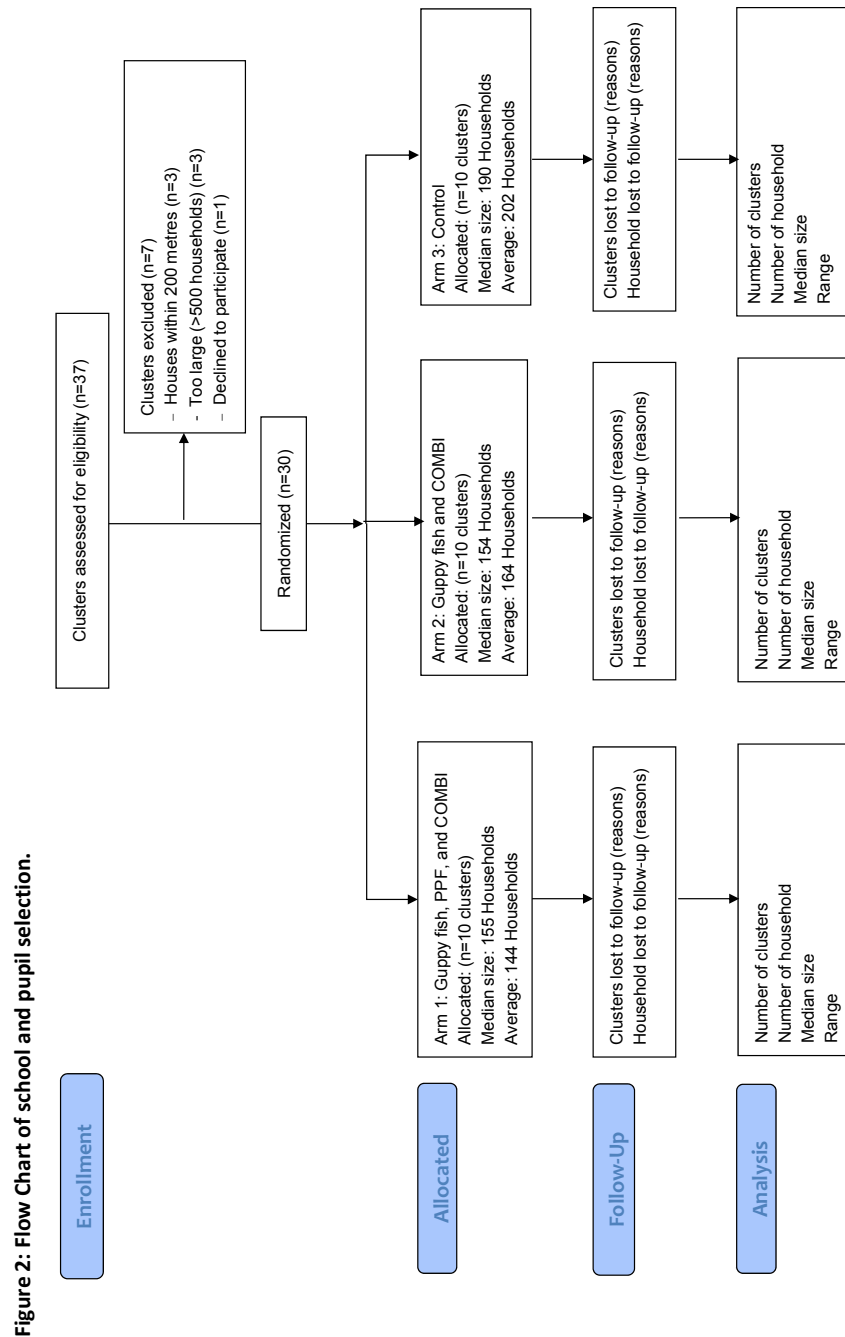 Figure 2: Flow Chart of school and pupil selection.
Enrollment
Clusters assessed for eligibility (n=37)
Clusters excluded (n=7)
– Houses within 200 metres (n=3)
- Too large (>500 households) (n=3)
– Declined to participate (n=1)
Randomized (n=30)
Allocated
Arm 1: Guppy fish, PPF, and COMBI
Allocated: (n=10 clusters)
Median size: 155 Households
Average: 144 Households
Arm 2: Guppy fish and COMBI
Allocated: (n=10 clusters)
Median size: 154 Households
Average: 164 Households
Arm 3: Control
Allocated: (n=10 clusters)
Median size: 190 Households
Average: 202 Households
Follow-Up
Clusters lost to follow-up (reasons)
Household lost to follow-up (reasons)
Clusters lost to follow-up (reasons)
Household lost to follow-up (reasons)
Clusters lost to follow-up (reasons)
Household lost to follow-up (reasons)
Analysis
Number of clusters
Number of household
Median size
Range
Number of clusters
Number of household
Median size
Range
Number of clusters
Number of household
Median size
Range